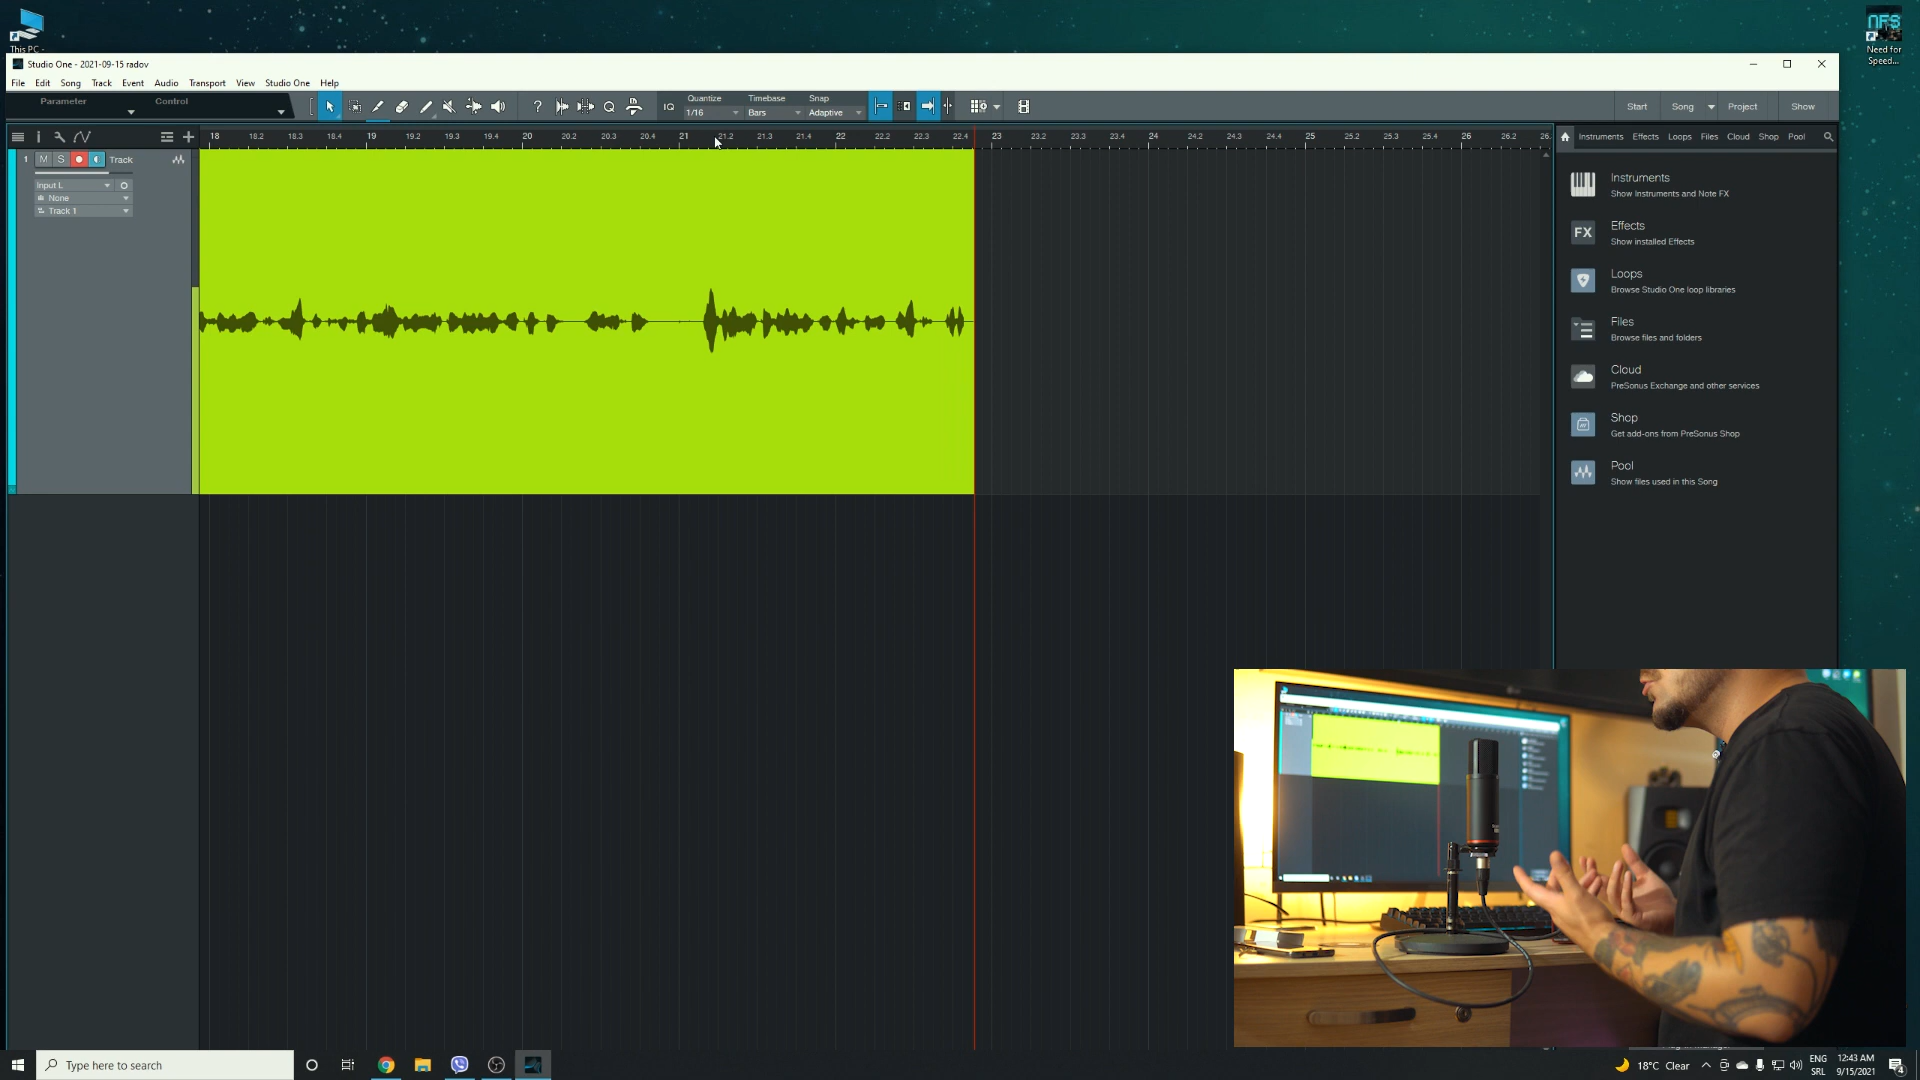 This PC -
NFS
Need for
Speed...
Studio One - 2021-09-15 radov
File Edit Song Track Event Transport View Studio One Help
Parameter Control
IQ Quantize Timebase Snap
1/16 Bars Adaptive
Start Song Project Show
18 18.2 18.3 18.4 19 19.2 19.3 19.4 20 20.2 20.3 20.4 21 21.2 21.3 21.4 22 22.2 22.3 22.4 23 23.2 23.3 23.4 24 24.2 24.3 24.4 25 25.2 25.3 25.4 26 26.2 26.
Instruments Effects Loops Files Cloud Shop Pool
1 M S Track
Input L
None
Track 1
Instruments
Show Instruments and Note FX
FX
Effects
Show installed Effects
Loops
Browse Studio One loop libraries
Files
Browse files and folders
Cloud
PreSonus Exchange and other services
Shop
Get add-ons from PreSonus Shop
Pool
Show files used in this Song
Type here to search
18°C Clear
ENG
SRL
12:43 AM
9/15/2021
4